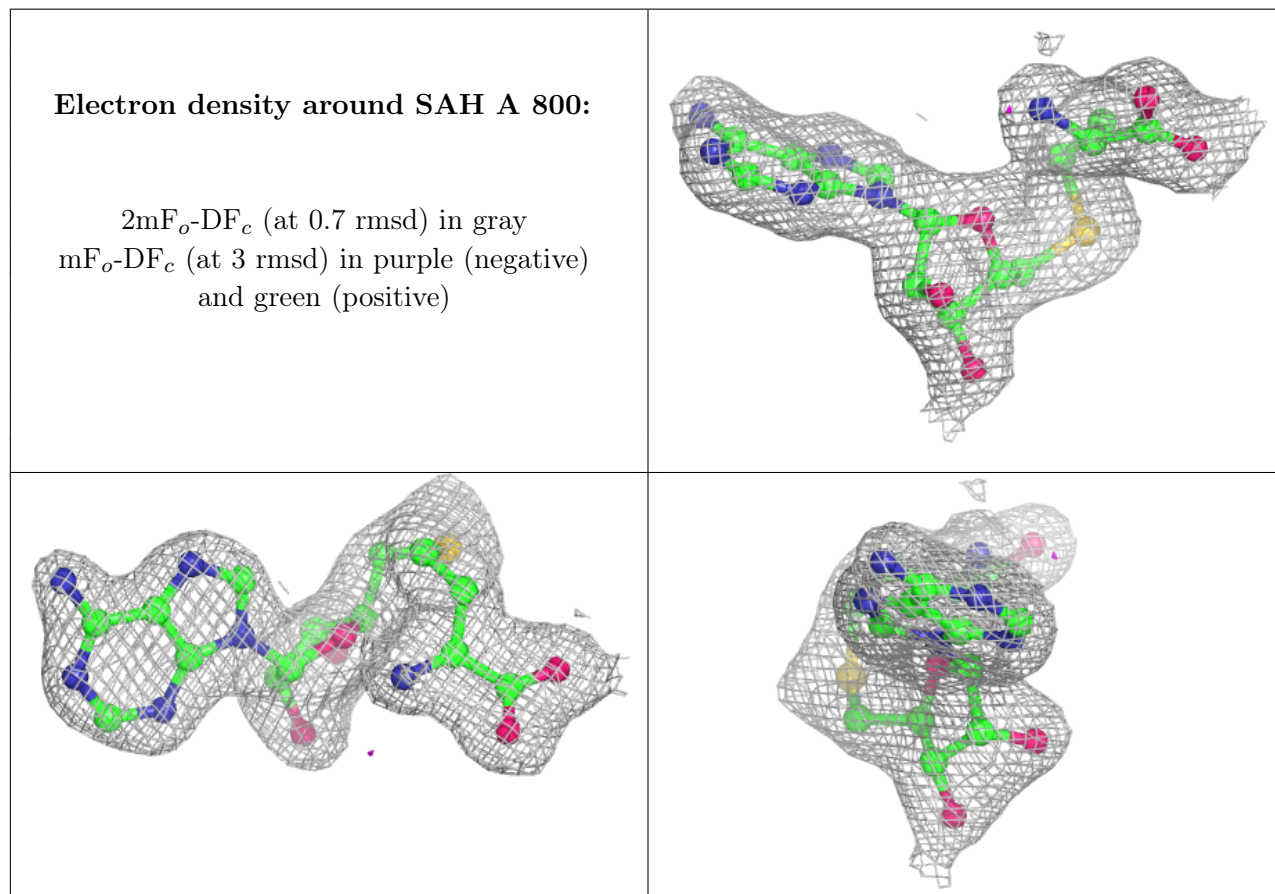 Electron density around SAH A 800:
2mFₒ-DF𝒸 (at 0.7 rmsd) in gray
mFₒ-DF𝒸 (at 3 rmsd) in purple (negative)
and green (positive)